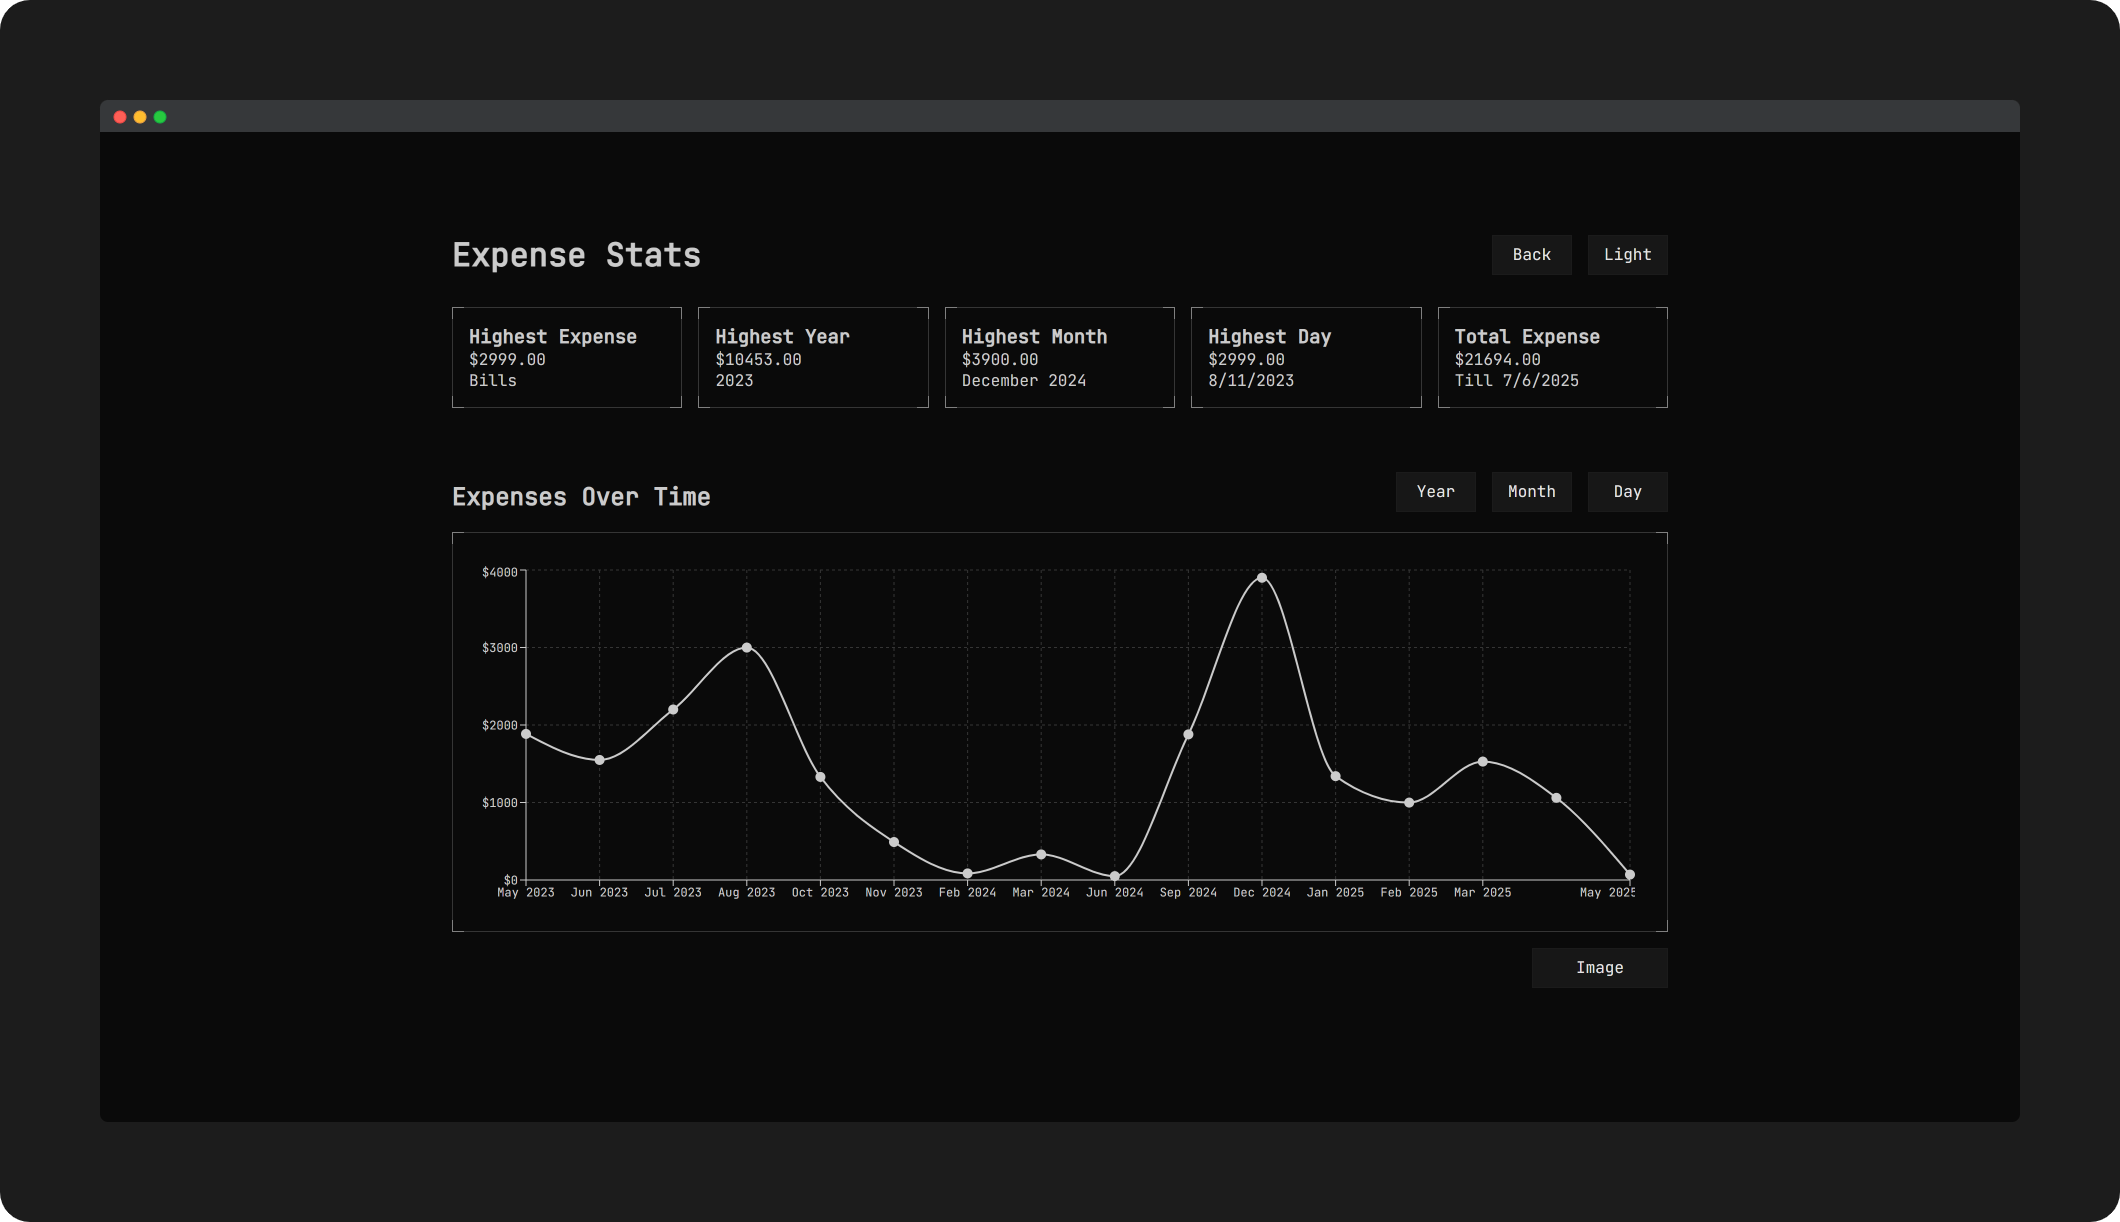 Expense Stats
Back
Light
Highest Expense
$2999.00
Bills
Highest Year
$10453.00
2023
Highest Month
$3900.00
December 2024
Highest Day
$2999.00
8/11/2023
Total Expense
$21694.00
Till 7/6/2025
Expenses Over Time
Year
Month
Day
$4000
$3000
$2000
$1000
$0
May 2023 Jun 2023 Jul 2023 Aug 2023 Oct 2023 Nov 2023 Feb 2024 Mar 2024 Jun 2024 Sep 2024 Dec 2024 Jan 2025 Feb 2025 Mar 2025 May 2025
Image